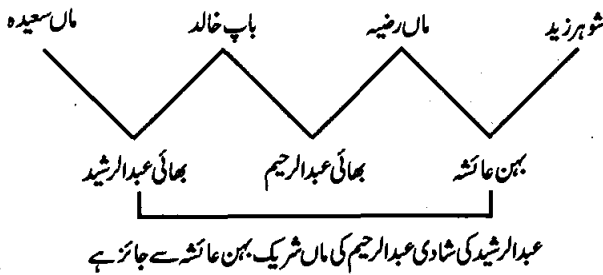 شوہر زید ماں رضیہ باپ خالد ماں سعیدہ
بہن عائشہ بھائی عبدالرحیم بھائی عبدالرشید
عبدالرشید کی شادی عبدالرحیم کی ماں شریک بہن عائشہ سے جائز ہے